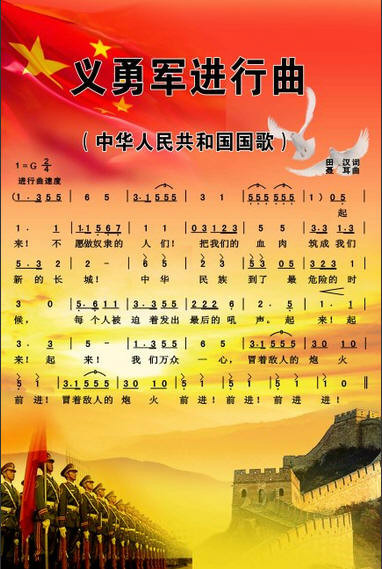 义勇军进行曲
（中华人民共和国国歌）
1=G 2/4
田 汉词
进行曲速度
聂 耳曲
(1.3 5 5 | 6 5 | 3.1 5 5 5 | 3 1 | 5 5 5 5 5 5 | 1) 0 5 |
起
1. 1 | 1.1 5 6 7 | 1 1 | 0 3 1 2 3 | 5 5 | 3.3 1.3 |
来！ 不 愿做奴隶的 人 们！ 把我们的 血 肉 筑成我们
5.3 2 | 2 - | 6 5 | 2 3 | 5 3 0 5 | 3 2 3 1 |
新 的 长 城！ 中 华 民 族 到 了 最 危险的 时
3 0 | 5.6 1 1 | 3.3 5 5 | 2 2 2 6 | 2. 5 | 1. 1 |
候， 每 个人被 迫 着发出 最后的 吼 声。 起 来！ 起
3. 3 | 5 - | 1.3 5 5 | 6 5 | 3.1 5 5 5 | 3 0 1 0 |
来！ 起 来！ 我 们万众 一 心， 冒着敌人的 炮 火
5 1 | 3.1 5 5 5 | 3 0 1 0 | 5 1 | 5 1 | 5 1 | 1 0 ‖
前 进！ 冒着敌人的 炮 火 前 进！ 前 进！ 前 进！ 进！